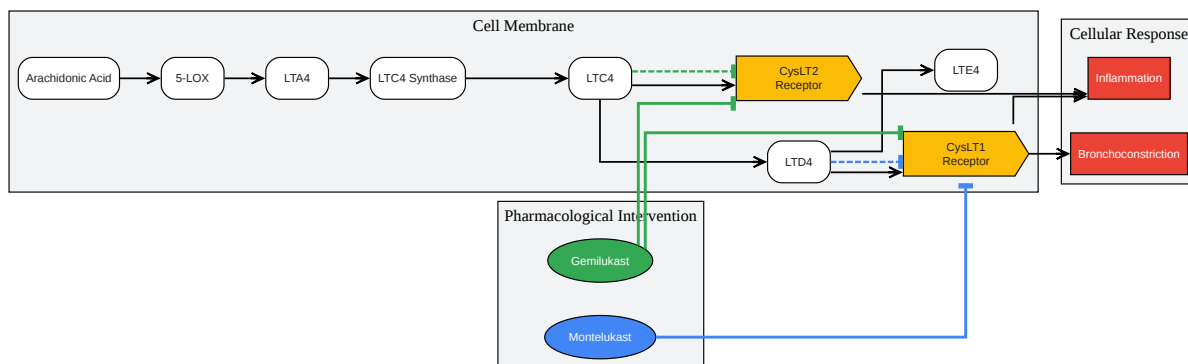 Cell Membrane
Cellular Response
Arachidonic Acid
5-LOX
LTA4
LTC4 Synthase
LTC4
CysLT2
Receptor
LTE4
Inflammation
LTD4
CysLT1
Receptor
Bronchoconstriction
Pharmacological Intervention
Gemilukast
Montelukast